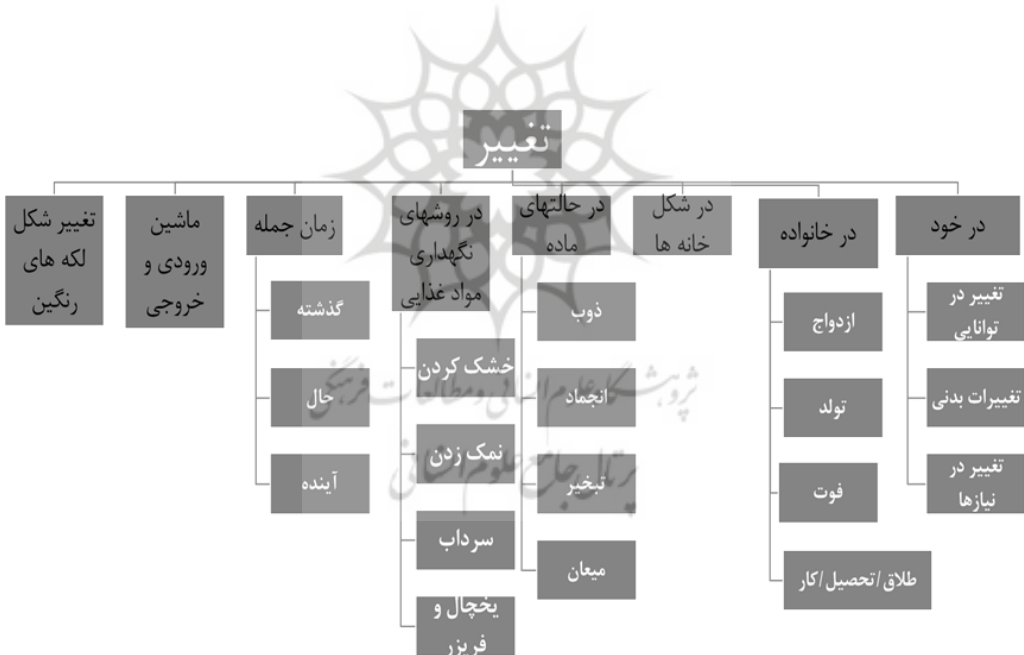 تغییر
در خود
تغییر در
توانایی
تغییرات بدنی
تغییر در
نیازها
در خانواده
ازدواج
تولد
فوت
طلاق/تحصیل/کار
در شکل
خانه ها
در حالتهای
ماده
ذوب
انجماد
تبخیر
میعان
در روشهای
نگهداری
مواد غذایی
خشک کردن
نمک زدن
سرداب
یخچال و
فریزر
زمان جمله
گذشته
حال
آینده
ماشین
ورودی و
خروجی
تغییر شکل
لکه های
رنگین
پژوهشگاه علوم انسانی و مطالعات فرهنگی
پرتال جامع علوم انسانی